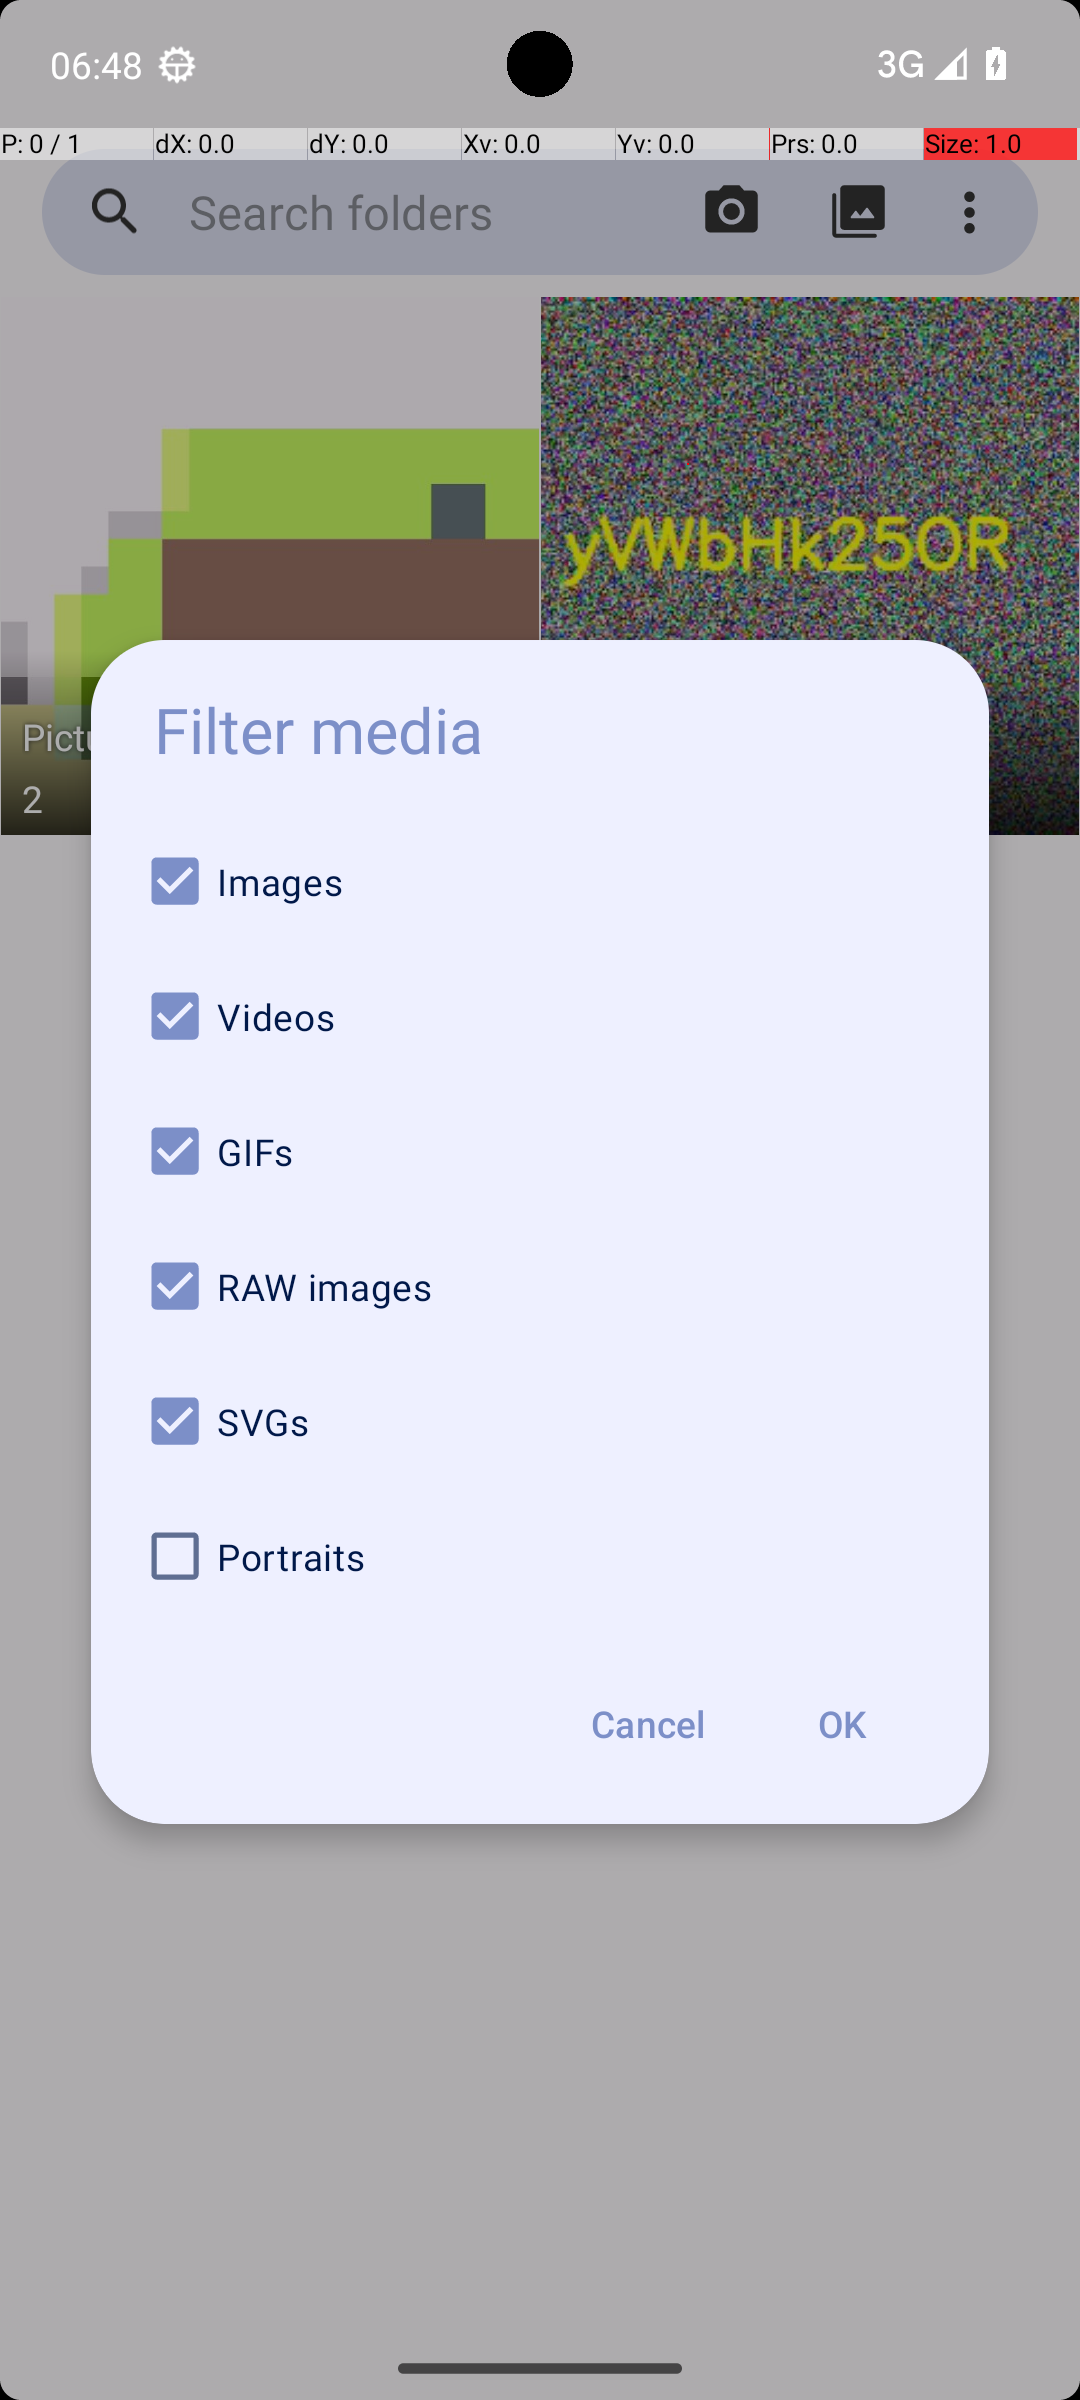 06:48
3G
P: 0 / 1
dX: 0.0
dY: 0.0
Xv: 0.0
Yv: 0.0
Prs: 0.0
Size: 1.0
Search folders
yVWbHk25OR
2
Filter media
Images
Videos
GIFs
RAW images
SVGs
Portraits
Cancel
OK